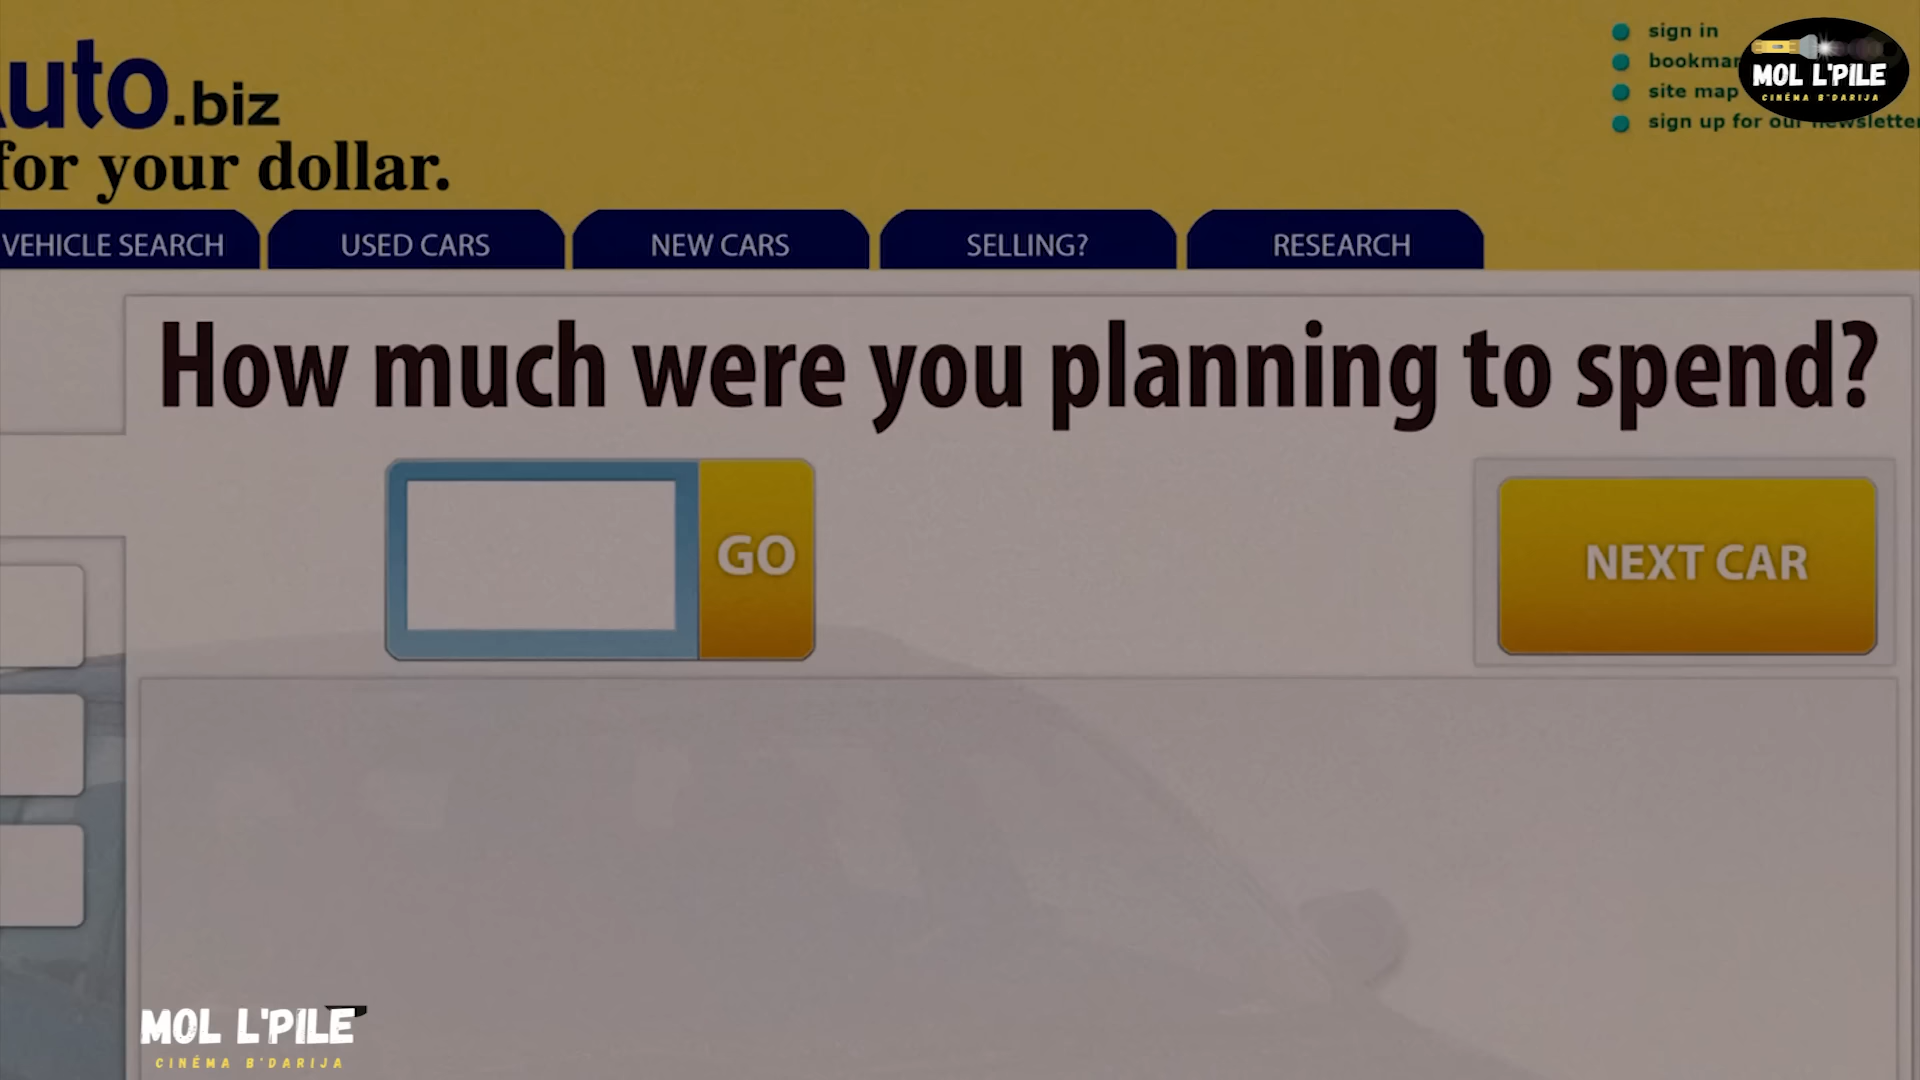 uto.biz
for your dollar.
sign in
bookmar
site map
sign up for our newsletter
MOL L'PILE
CINÉMA B'DARIJA
VEHICLE SEARCH
USED CARS
NEW CARS
SELLING?
RESEARCH
How much were you planning to spend?
GO
NEXT CAR
MOL L'PILE
CINÉMA B'DARIJA